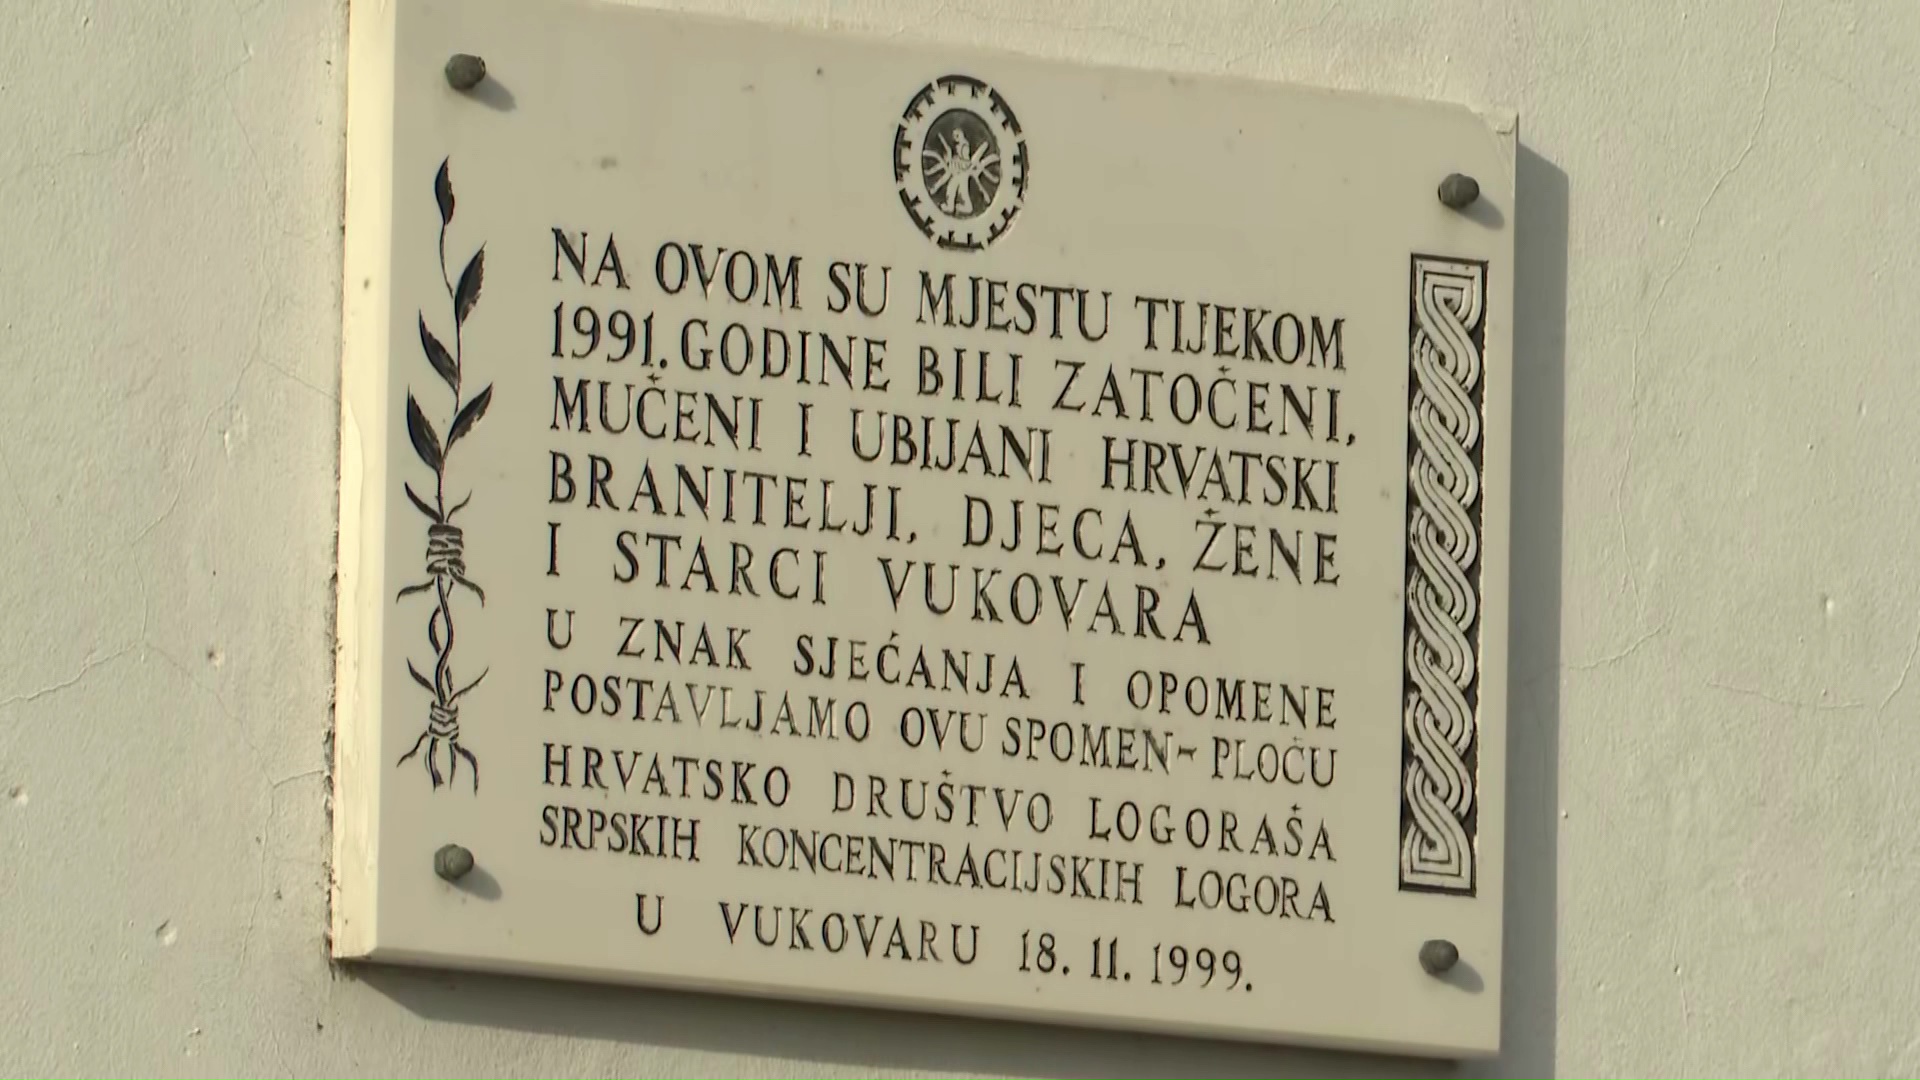 NA OVOM SU MJESTU TIJEKOM
1991. GODINE BILI ZATOČENI,
MUČENI I UBIJANI HRVATSKI
BRANITELJI, DJECA, ŽENE
I STARCI VUKOVARA
U ZNAK SJEĆANJA I OPOMENE
POSTAVLJAMO OVU SPOMEN-PLOČU
HRVATSKO DRUŠTVO LOGORAŠA
SRPSKIH KONCENTRACIJSKIH LOGORA
U VUKOVARU 18. 11. 1999.